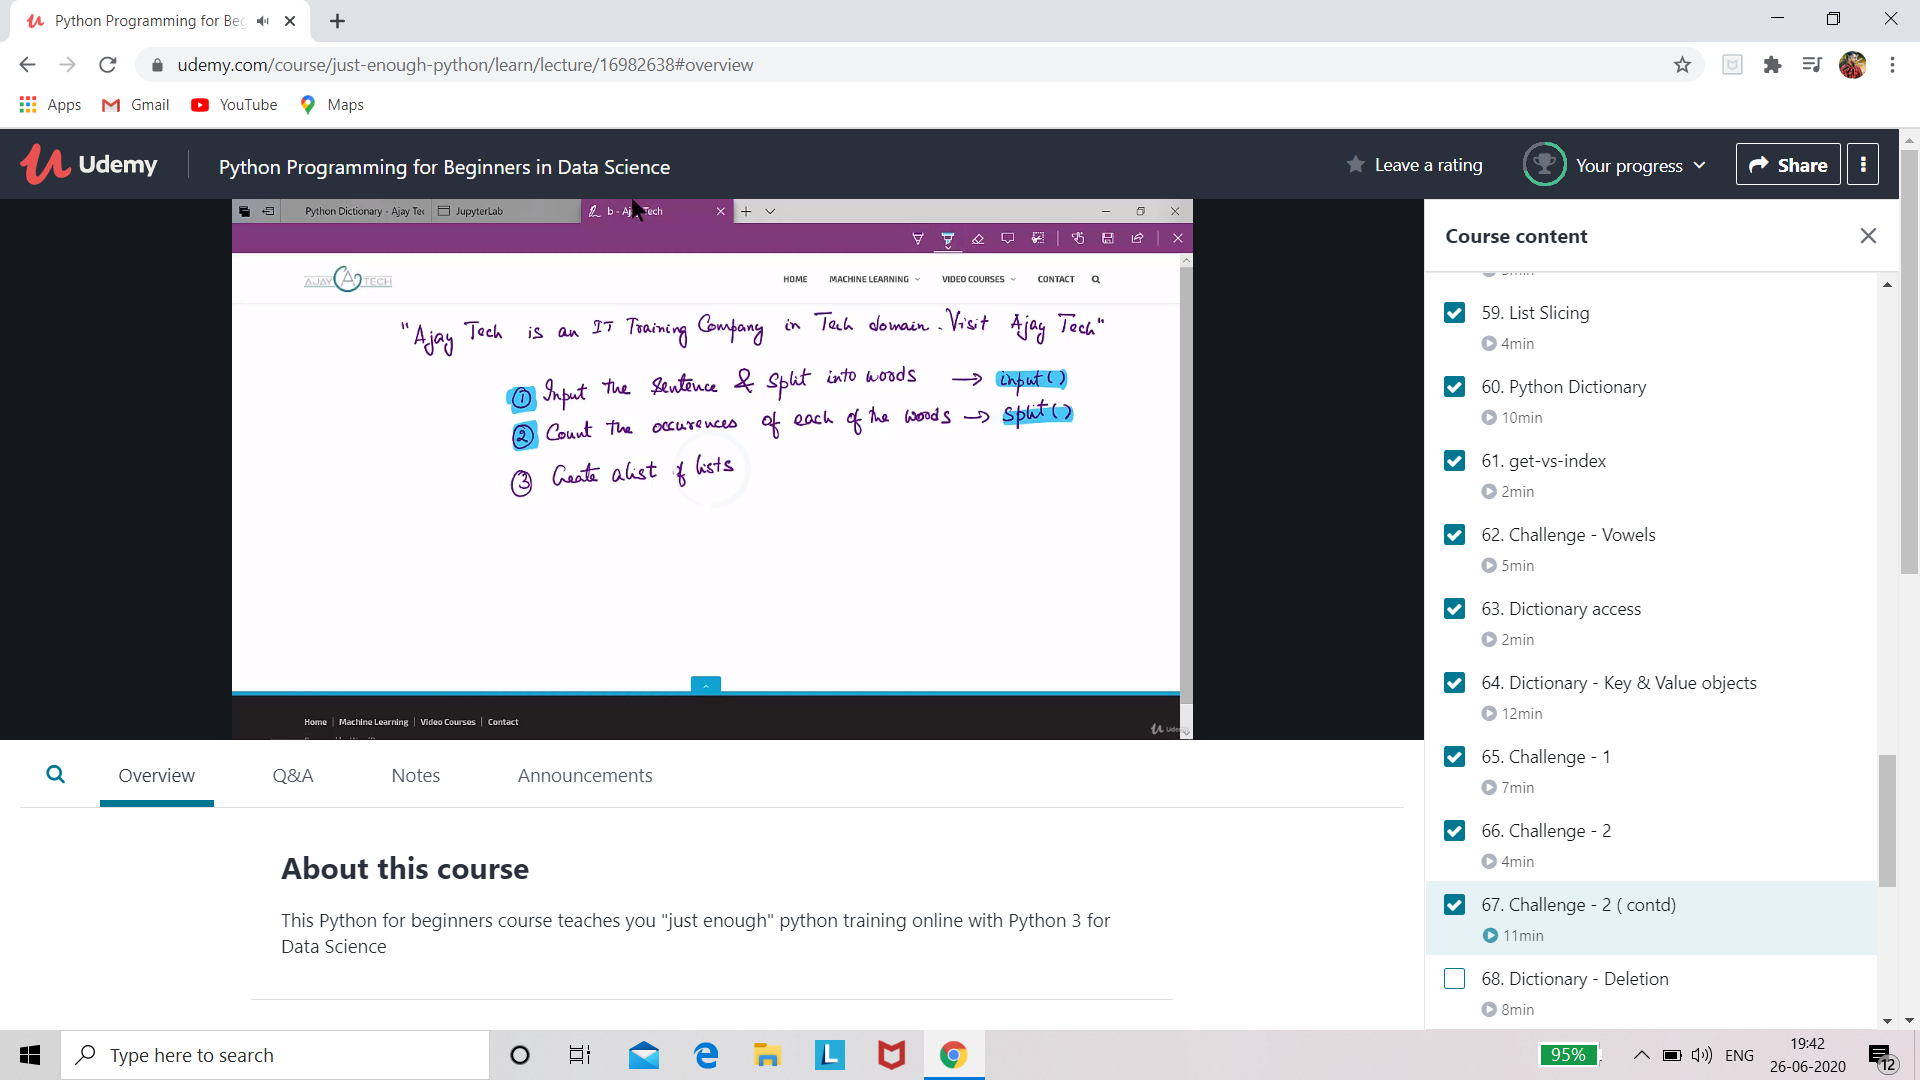 Python Programming for Beg
udemy.com/course/just-enough-python/learn/lecture/16982638#overview
Apps Gmail YouTube Maps
Udemy Python Programming for Beginners in Data Science Leave a rating Your progress Share
Python Dictionary - Ajay Tec JupyterLab b - Ajay Tech
AJAY TECH HOME MACHINE LEARNING VIDEO COURSES CONTACT
"Ajay Tech is an IT Training Company in Tech domain. Visit Ajay Tech"
① Input the sentence & split into words → input()
② Count the occurences of each of the words → split()
③ Create a list of lists
Home | Machine Learning | Video Courses | Contact
Course content
59. List Slicing
4min
60. Python Dictionary
10min
61. get-vs-index
2min
62. Challenge - Vowels
5min
63. Dictionary access
2min
64. Dictionary - Key & Value objects
12min
65. Challenge - 1
7min
66. Challenge - 2
4min
67. Challenge - 2 ( contd)
11min
68. Dictionary - Deletion
8min
Overview Q&A Notes Announcements
About this course
This Python for beginners course teaches you "just enough" python training online with Python 3 for
Data Science
Type here to search
95% ENG
19:42
26-06-2020
12